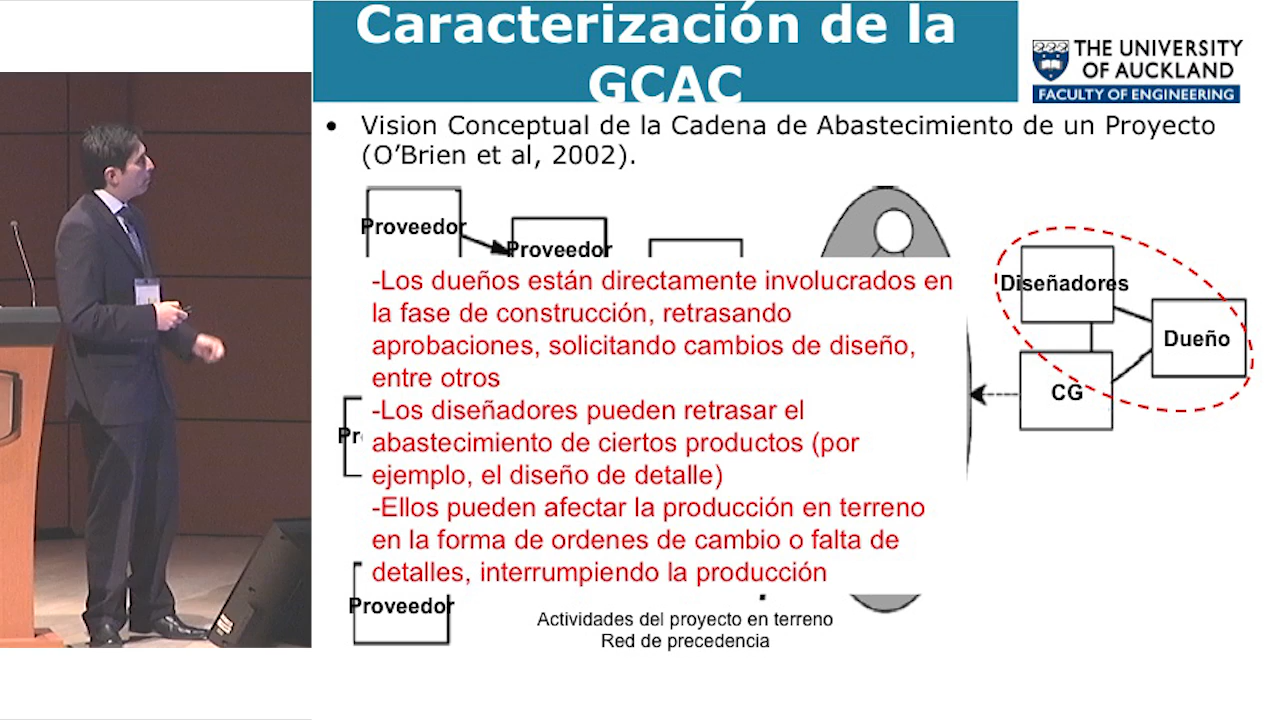 Caracterización de la
GCAC
THE UNIVERSITY
OF AUCKLAND
FACULTY OF ENGINEERING
• Vision Conceptual de la Cadena de Abastecimiento de un Proyecto
(O’Brien et al, 2002).
Proveedor
Proveedor
-Los dueños están directamente involucrados en
la fase de construcción, retrasando
aprobaciones, solicitando cambios de diseño,
entre otros
-Los diseñadores pueden retrasar el
abastecimiento de ciertos productos (por
ejemplo, el diseño de detalle)
-Ellos pueden afectar la producción en terreno
en la forma de ordenes de cambio o falta de
detalles, interrumpiendo la producción
Diseñadores
Dueño
CG
Proveedor
Actividades del proyecto en terreno
Red de precedencia